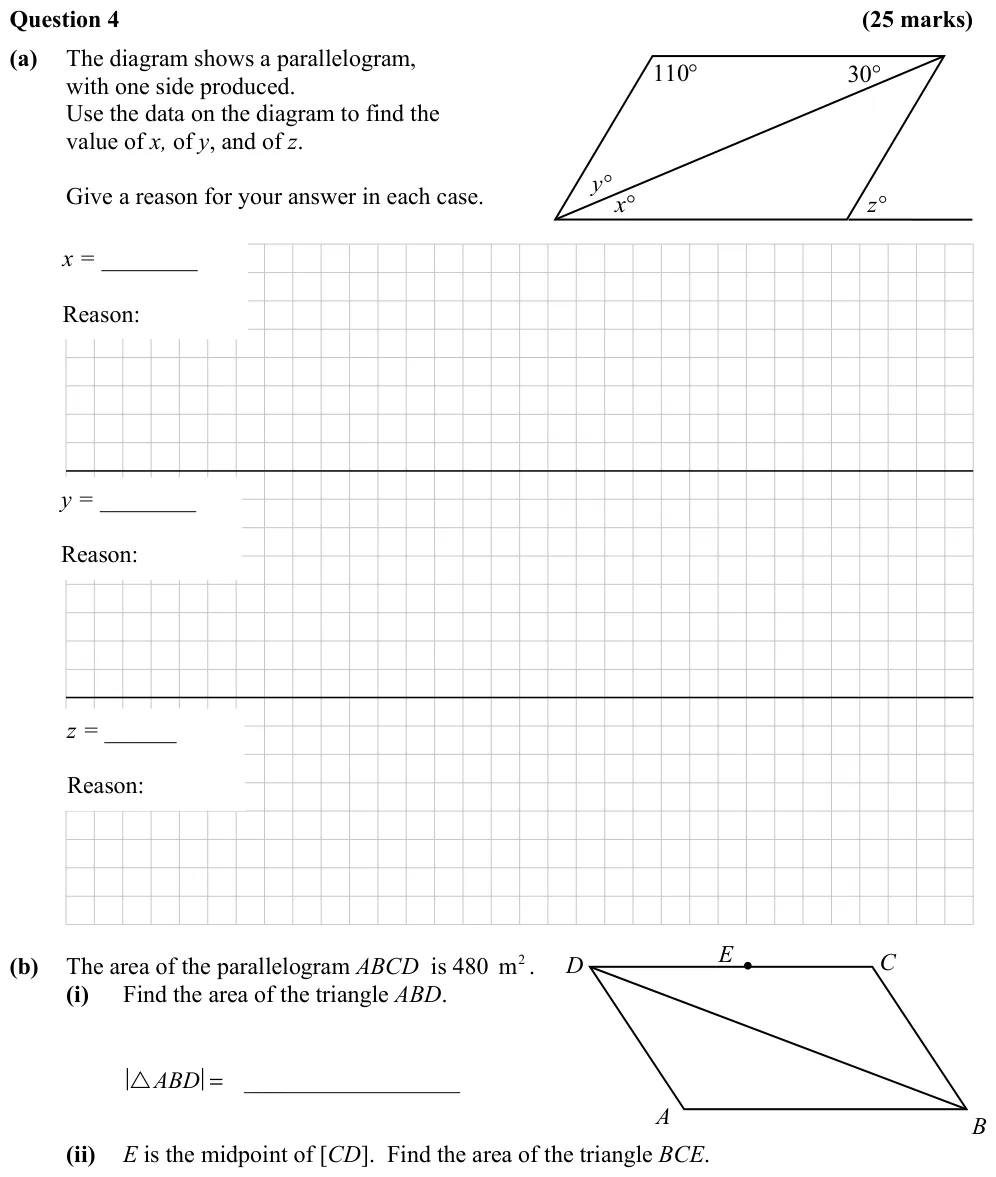 Question 4 (25 marks)
(a) The diagram shows a parallelogram,
with one side produced.
Use the data on the diagram to find the
value of x, of y, and of z.
Give a reason for your answer in each case.
110° 30°
y°
x° z°
x = ________
Reason:
y = ________
Reason:
z = ______
Reason:
(b) The area of the parallelogram ABCD is 480 m².
(i) Find the area of the triangle ABD.
D E C
|△ABD| = __________________
A B
(ii) E is the midpoint of [CD]. Find the area of the triangle BCE.